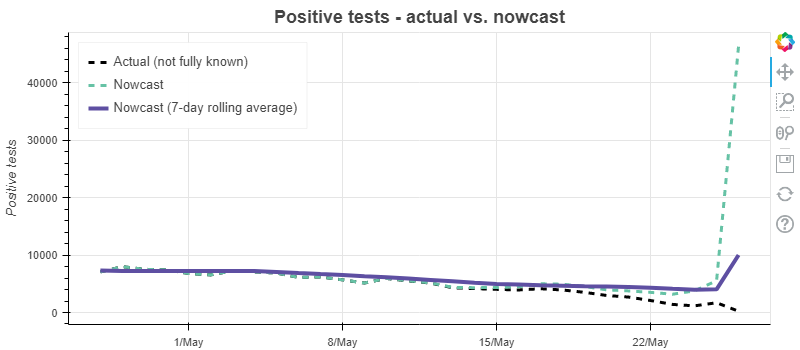 Positive tests - actual vs. nowcast
Actual (not fully known)
Nowcast
Nowcast (7-day rolling average)
Positive tests
40000
30000
20000
10000
0
1/May
8/May
15/May
22/May